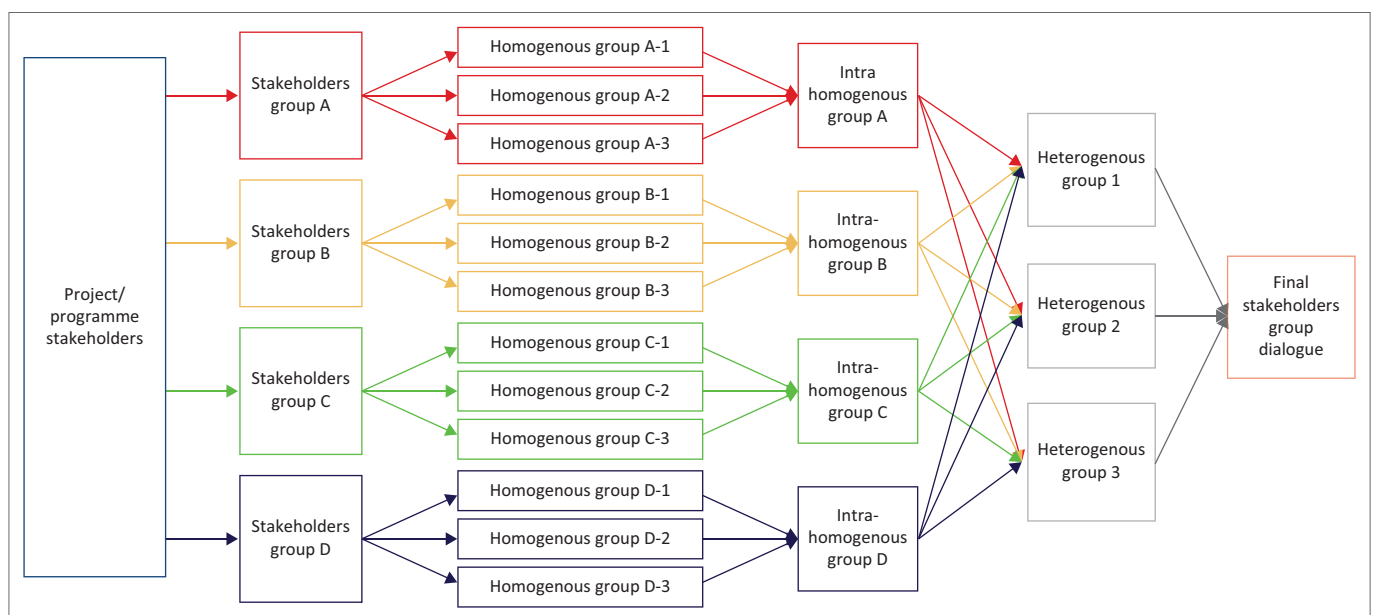 Project/
programme
stakeholders
Stakeholders
group A
Stakeholders
group B
Stakeholders
group C
Stakeholders
group D
Homogenous group A-1
Homogenous group A-2
Homogenous group A-3
Homogenous group B-1
Homogenous group B-2
Homogenous group B-3
Homogenous group C-1
Homogenous group C-2
Homogenous group C-3
Homogenous group D-1
Homogenous group D-2
Homogenous group D-3
Intra
homogenous
group A
Intra-
homogenous
group B
Intra-
homogenous
group C
Intra-
homogenous
group D
Heterogenous
group 1
Heterogenous
group 2
Heterogenous
group 3
Final
stakeholders
group
dialogue